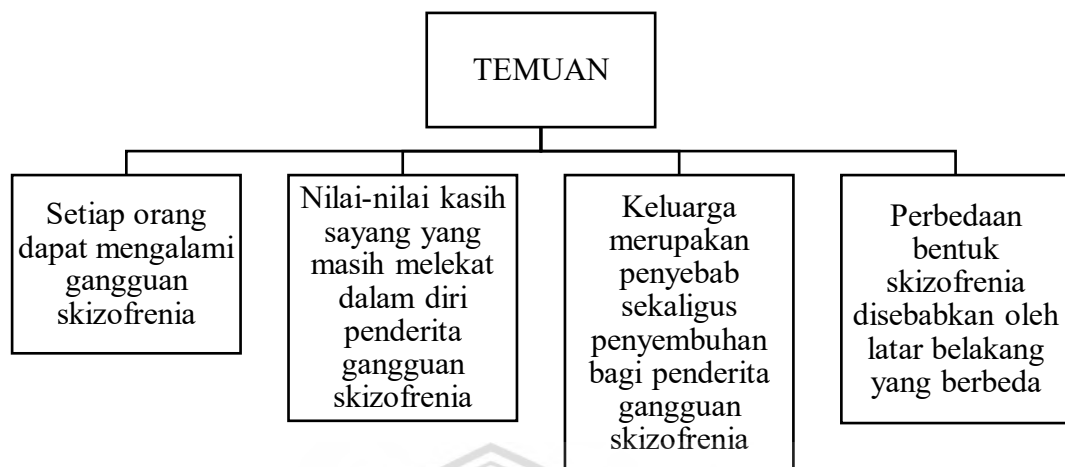 TEMUAN
Setiap orang
dapat mengalami
gangguan
skizofrenia
Nilai-nilai kasih
sayang yang
masih melekat
dalam diri
penderita
gangguan
skizofrenia
Keluarga
merupakan
penyebab
sekaligus
penyembuhan
bagi penderita
gangguan
skizofrenia
Perbedaan
bentuk
skizofrenia
disebabkan oleh
latar belakang
yang berbeda